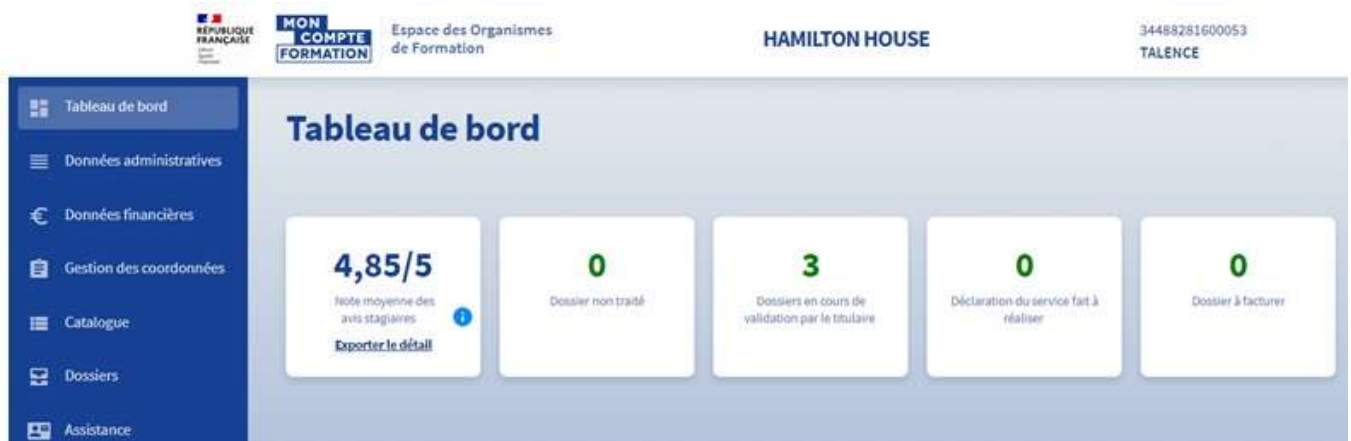 RÉPUBLIQUE
FRANÇAISE
MON
COMPTE
FORMATION
Espace des Organismes
de Formation
HAMILTON HOUSE
34488281600053
TALENCE
Tableau de bord
Données administratives
Données financières
Gestion des coordonnées
Catalogue
Dossiers
Assistance
Tableau de bord
4,85/5
Note moyenne des
avis stagiaires
Exporter le détail
0
Dossier non traité
3
Dossiers en cours de
validation par le titulaire
0
Déclaration du service fait à
réaliser
0
Dossier à facturer